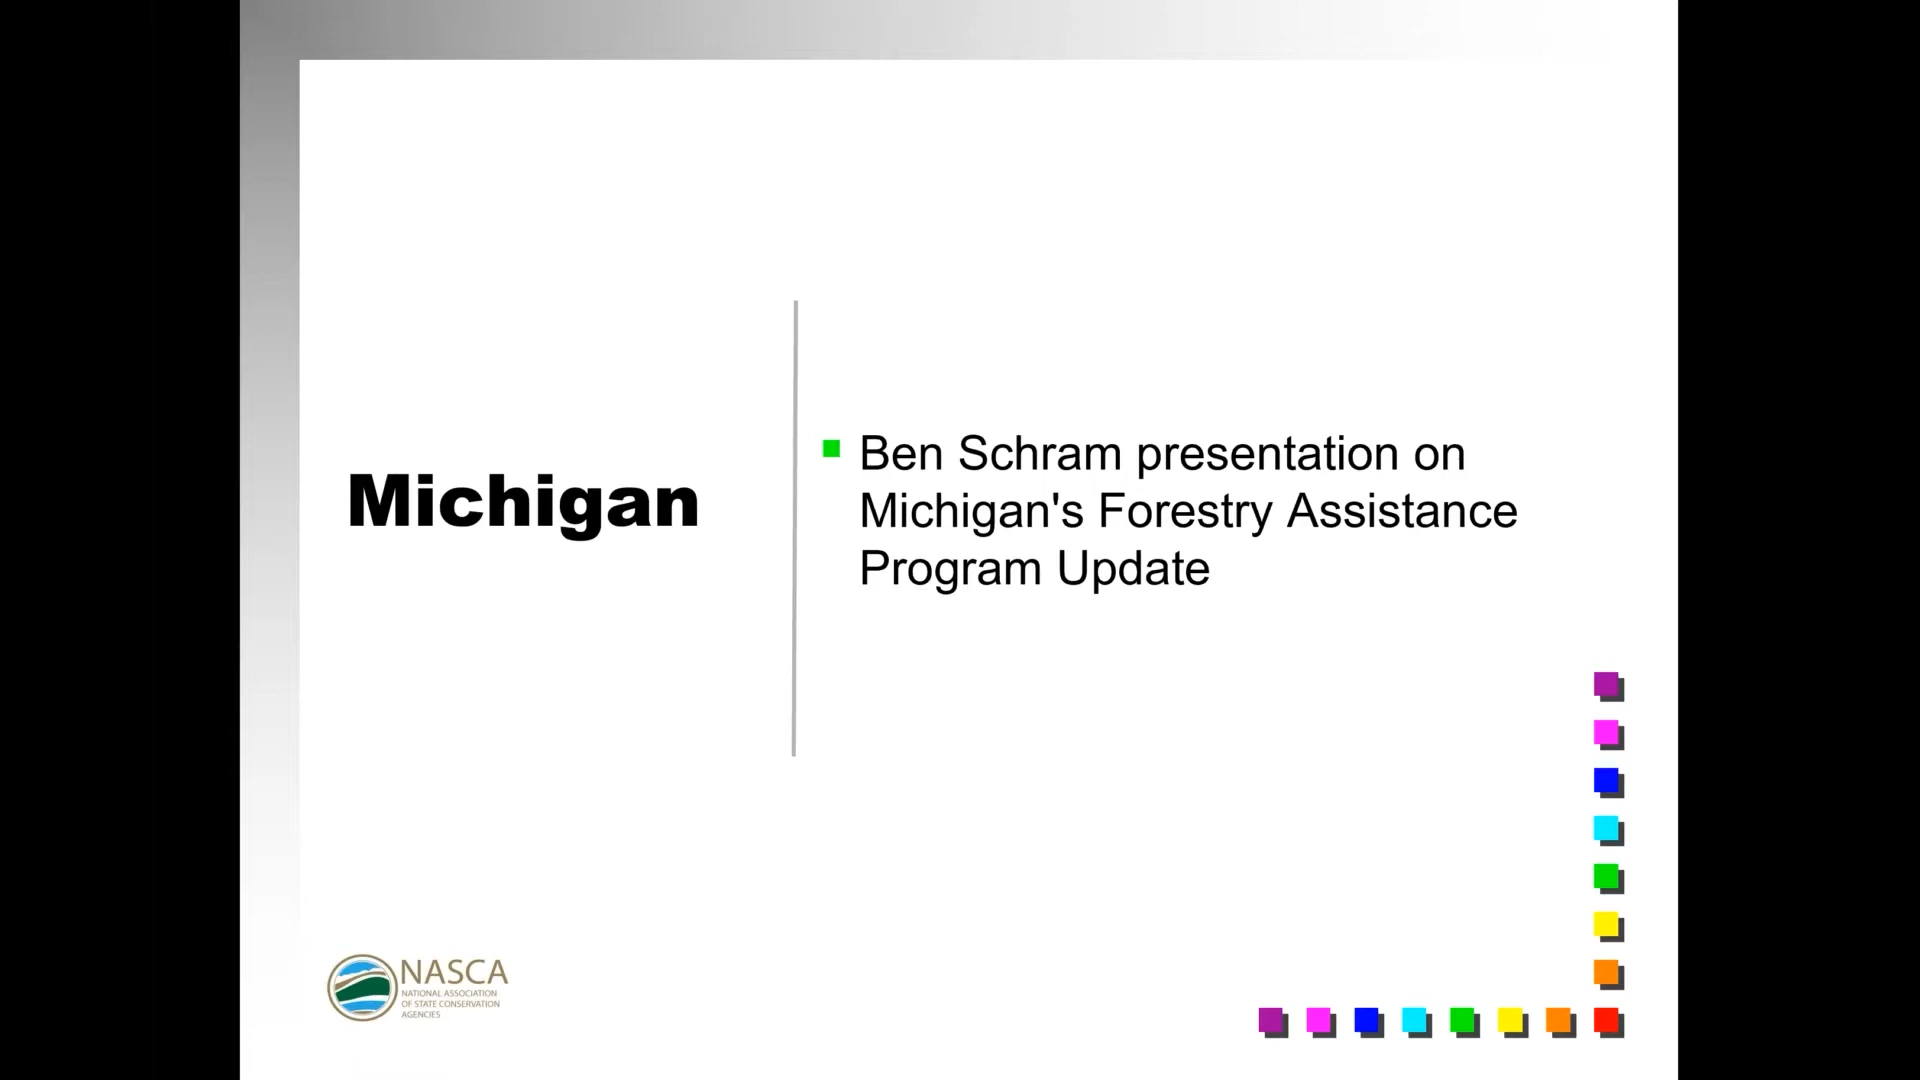 Michigan
Ben Schram presentation on
Michigan's Forestry Assistance
Program Update
NASCA
NATIONAL ASSOCIATION
OF STATE CONSERVATION
AGENCIES